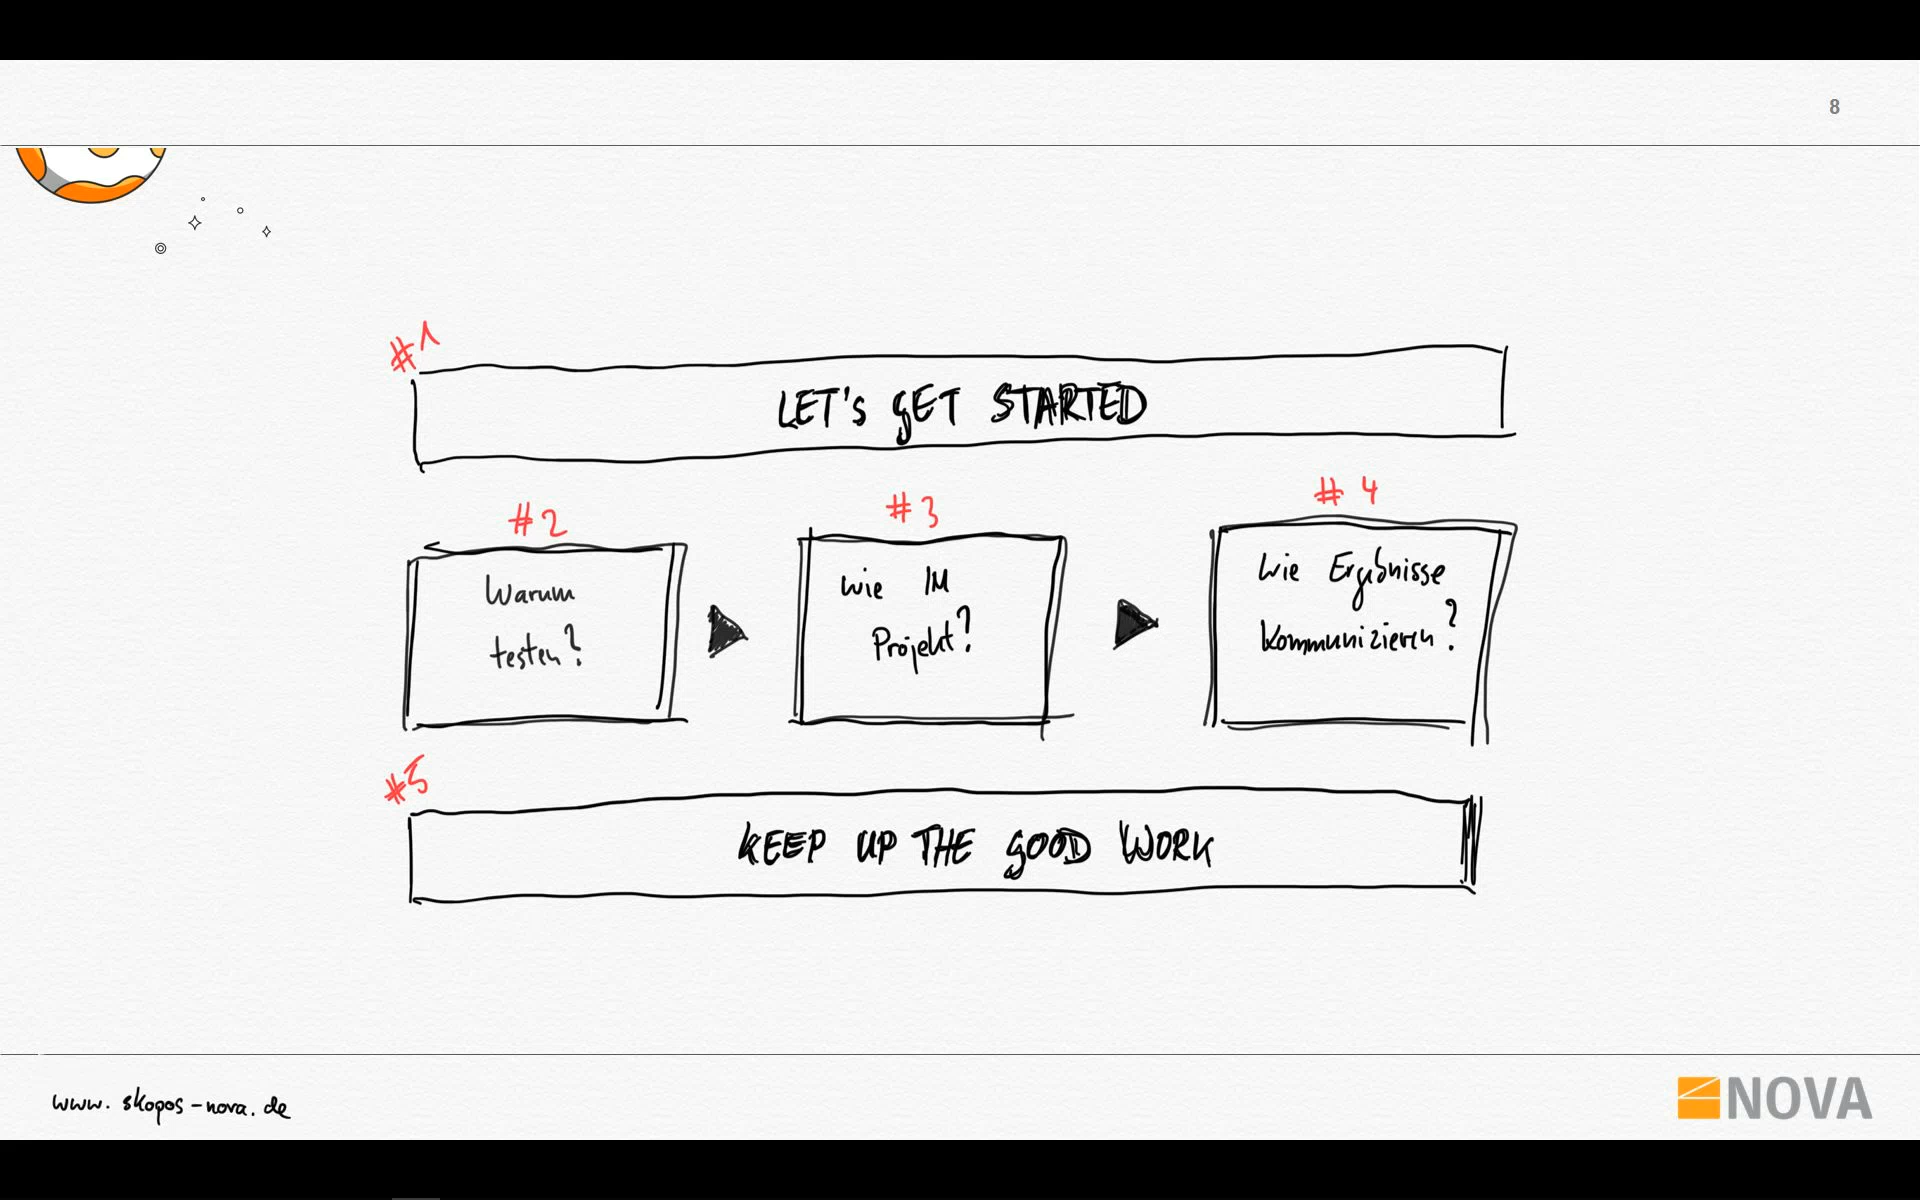 8
#1
LET's GET STARTED
#2
Warum
testen?
#3
Wie IM
Projekt?
#4
Wie Ergebnisse
kommunizieren?
#5
KEEP UP THE GOOD WORK
www.skopos-nova.de
NOVA